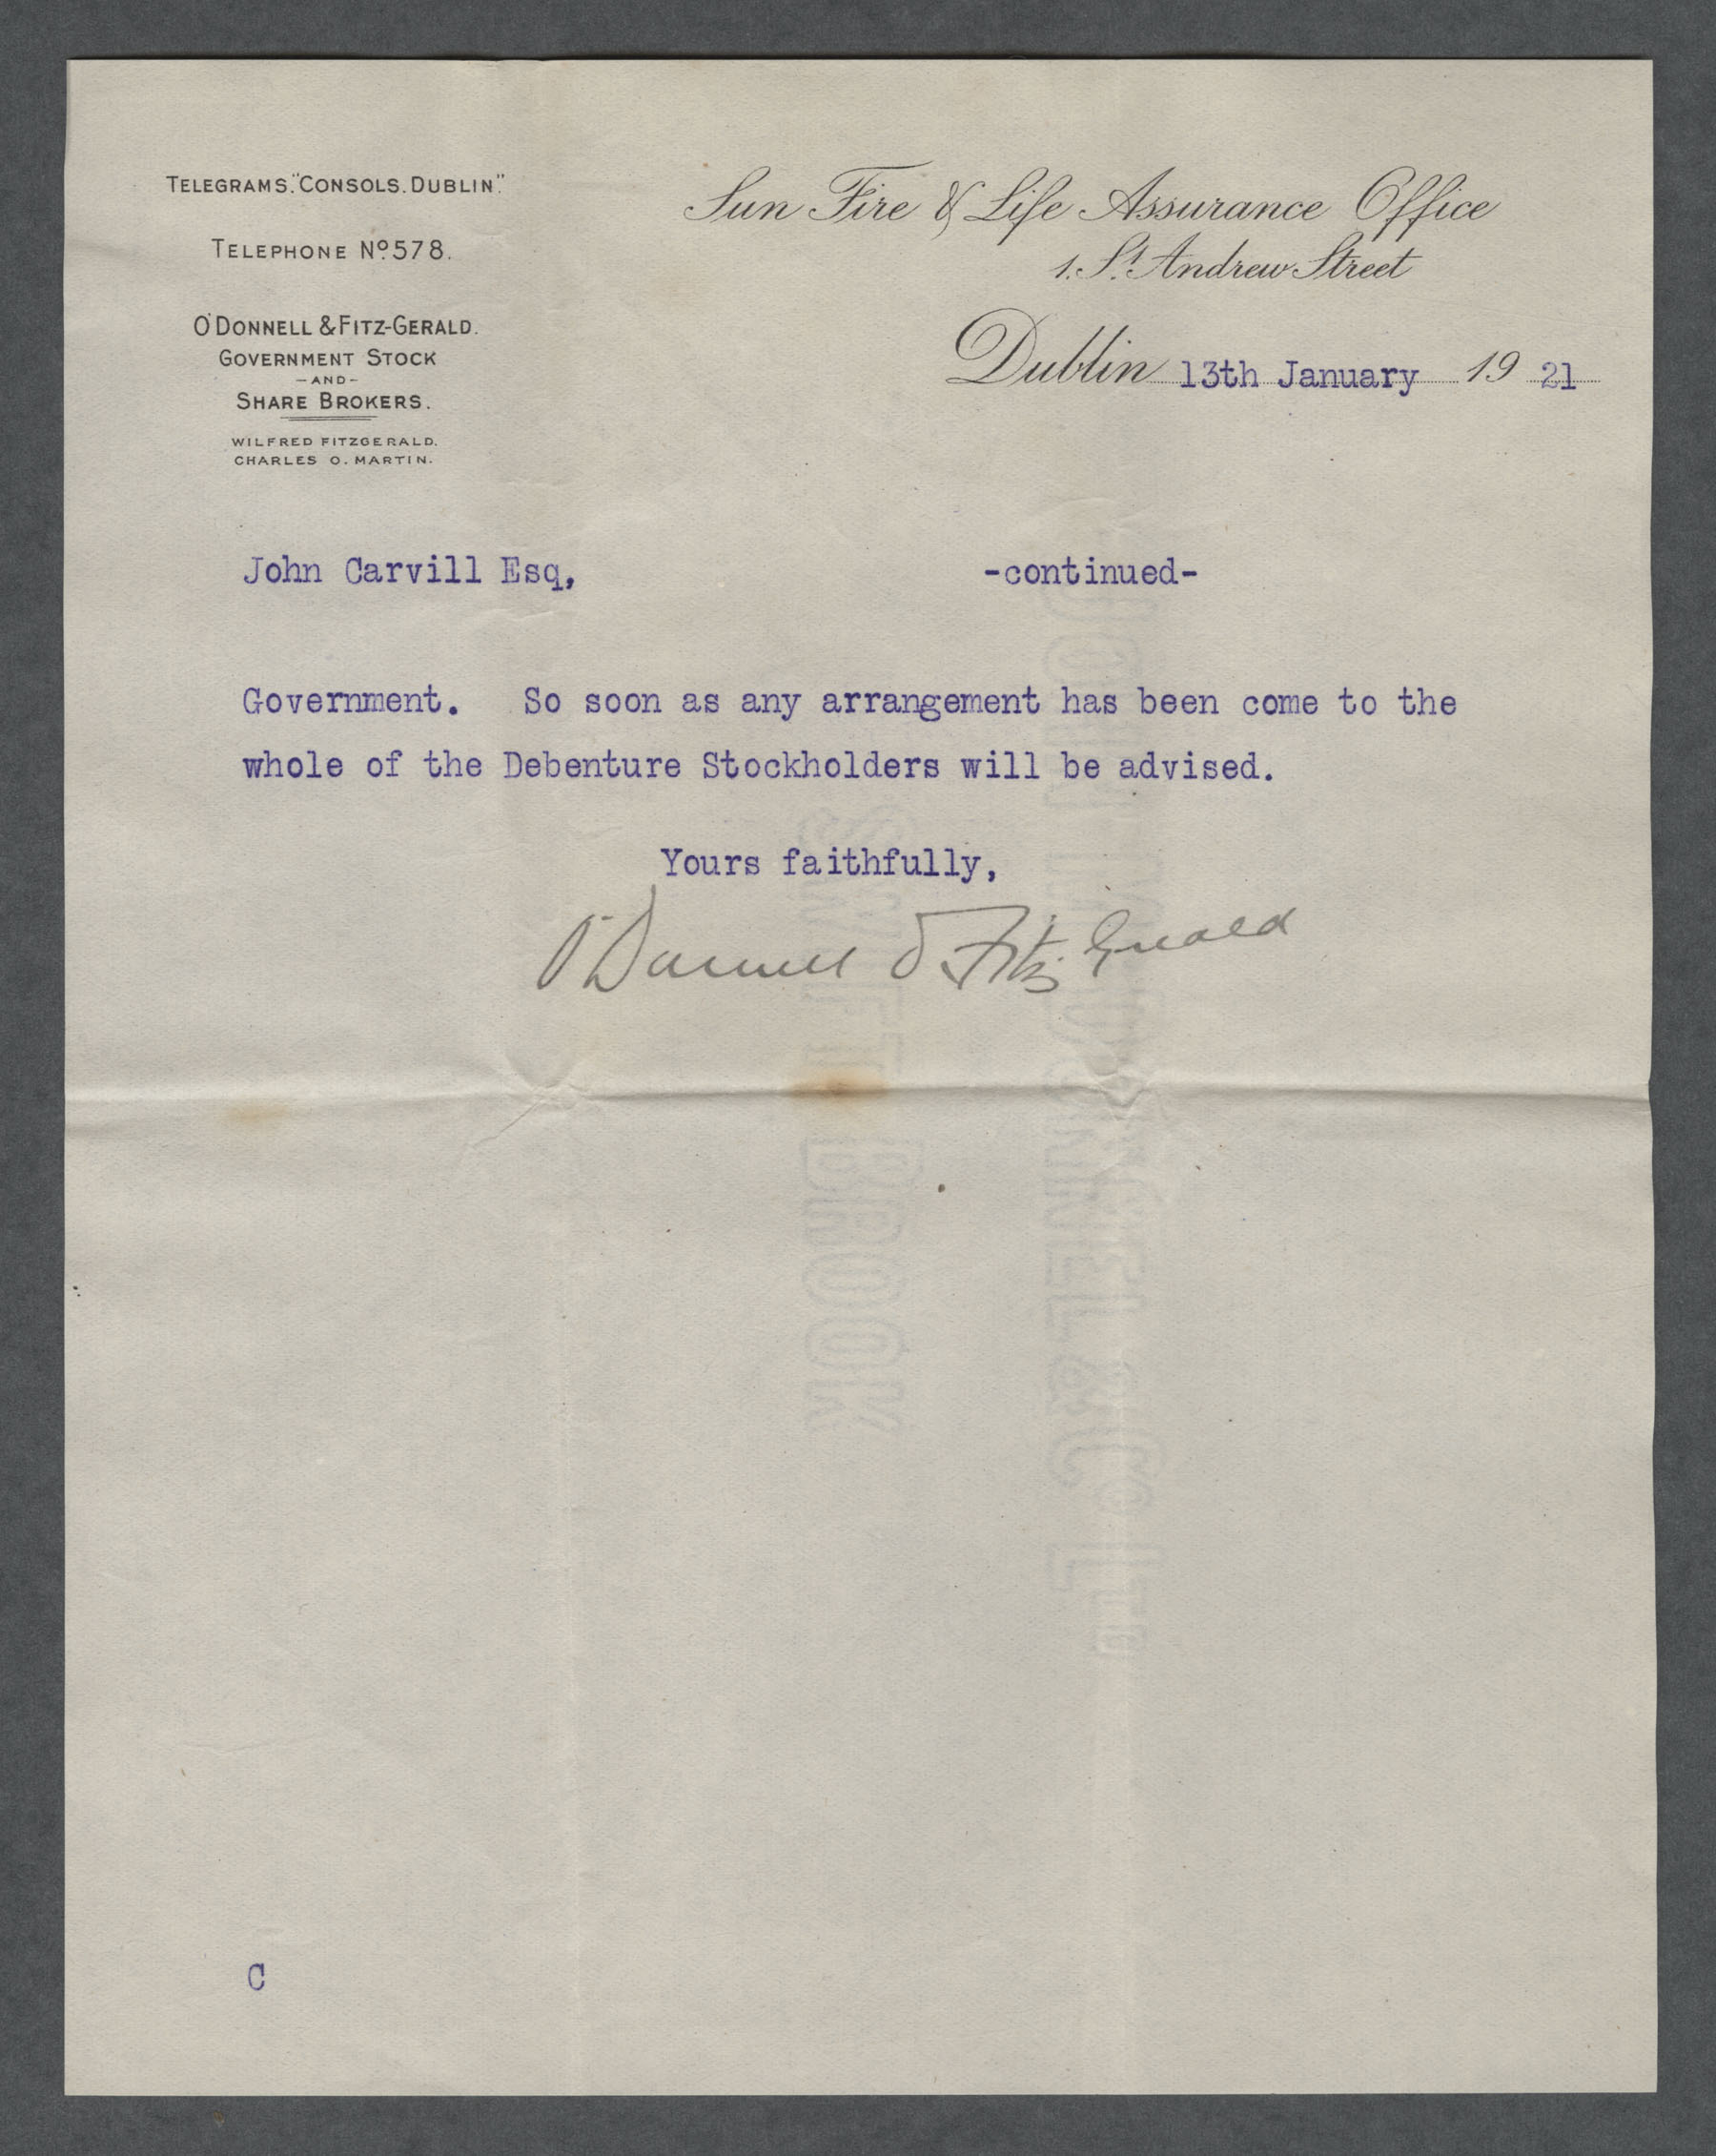 TELEGRAMS. "CONSOLS. DUBLIN."
TELEPHONE Nº 578.
O'DONNELL & FITZ-GERALD.
GOVERNMENT STOCK
-AND-
SHARE BROKERS.
WILFRED FITZGERALD.
CHARLES O. MARTIN.
Sun Fire & Life Assurance Office
1. St. Andrew Street
Dublin 13th January 19 21
John Carvill Esq, -continued-
Government. So soon as any arrangement has been come to the
whole of the Debenture Stockholders will be advised.
Yours faithfully,
O'Donnell & FitzGerald
SWIFT BROOK
C